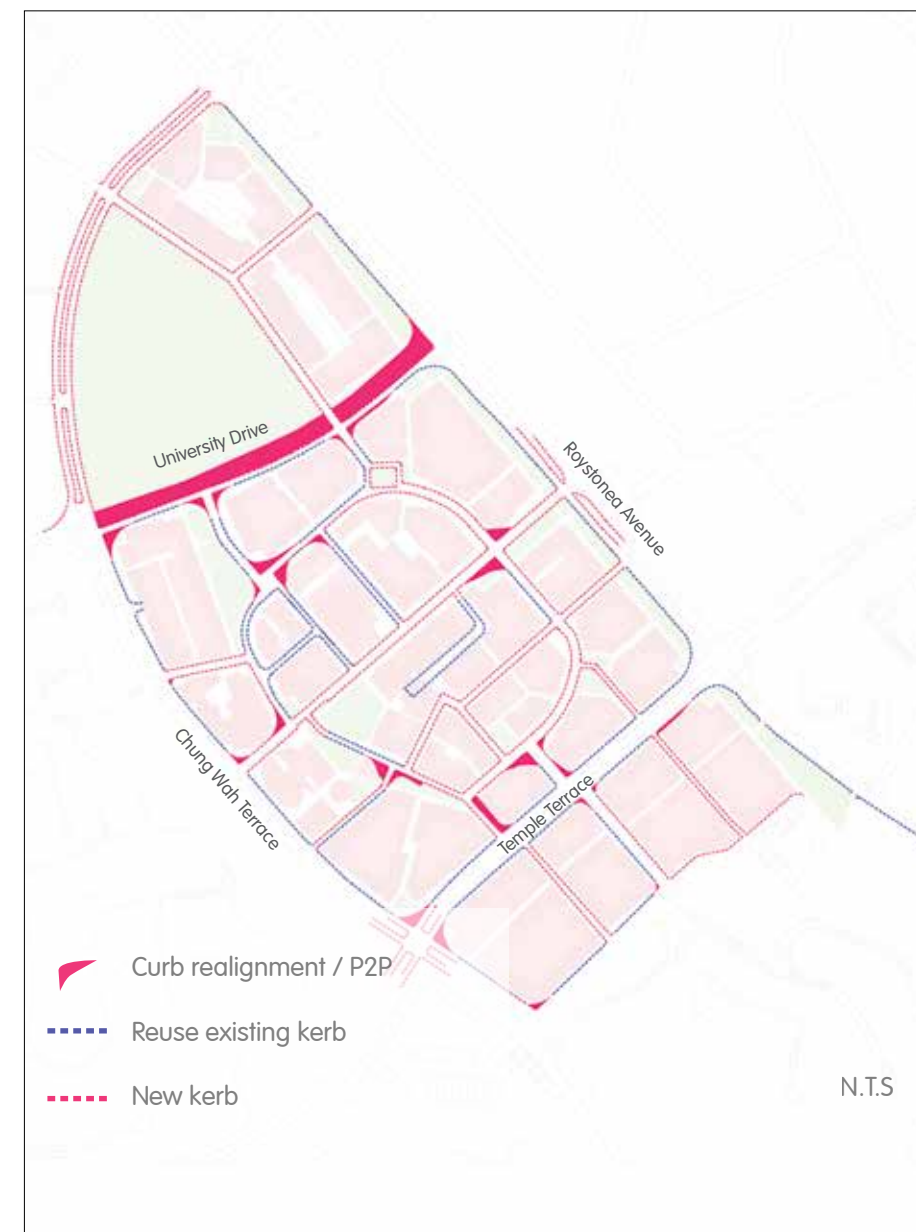 University Drive
Roystonea Avenue
Chung Wah Terrace
Temple Terrace
Curb realignment / P2P
Reuse existing kerb
New kerb
N.T.S